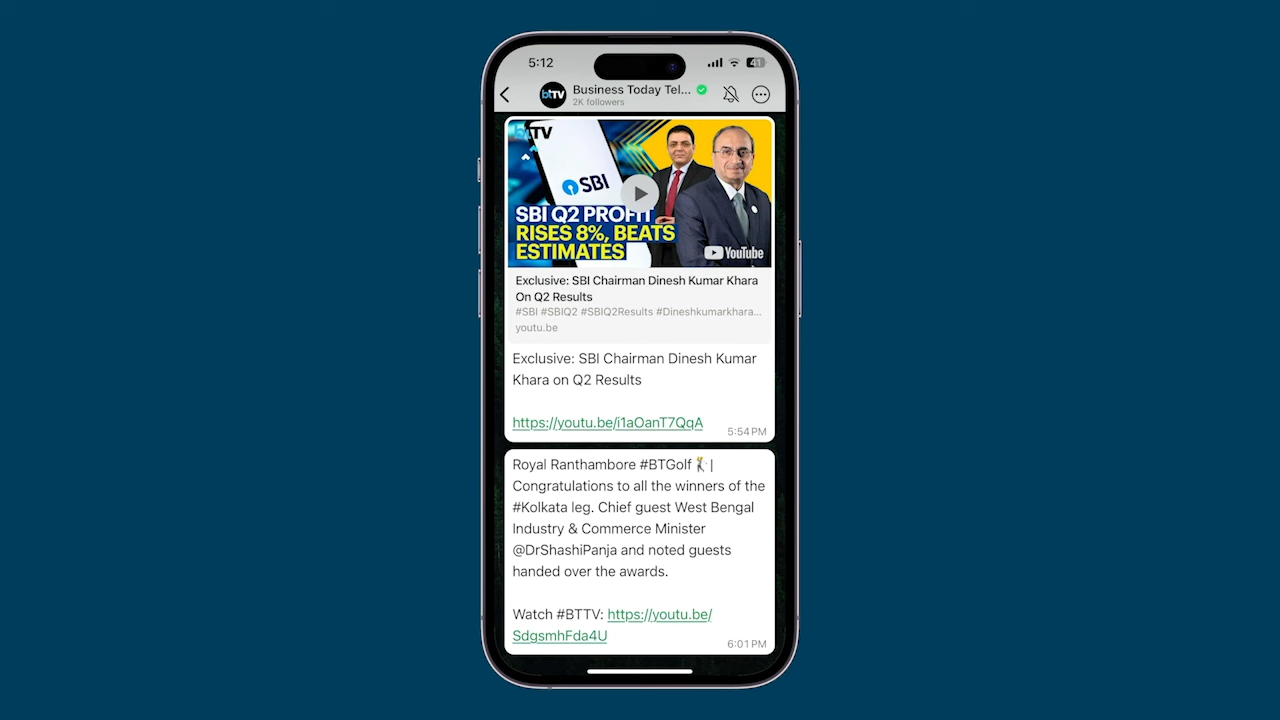 5:12
41
btTV
Business Today Tel...
2K followers
btTV
SBI
SBI Q2 PROFIT
RISES 8%, BEATS
ESTIMATES
YouTube
Exclusive: SBI Chairman Dinesh Kumar Khara
On Q2 Results
#SBI #SBIQ2 #SBIQ2Results #Dineshkumarkhara...
youtu.be
Exclusive: SBI Chairman Dinesh Kumar
Khara on Q2 Results
https://youtu.be/i1aOanT7QqA
5:54 PM
Royal Ranthambore #BTGolf🏌|
Congratulations to all the winners of the
#Kolkata leg. Chief guest West Bengal
Industry & Commerce Minister
@DrShashiPanja and noted guests
handed over the awards.
Watch #BTTV: https://youtu.be/
SdgsmhFda4U
6:01 PM